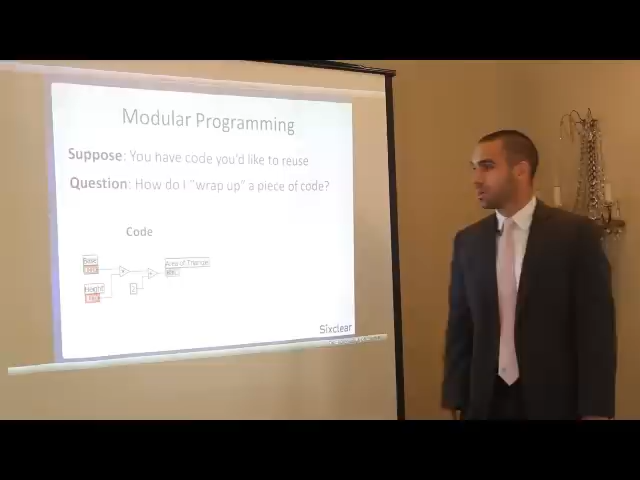 Modular Programming
Suppose: You have code you'd like to reuse
Question: How do I "wrap up" a piece of code?
Code
Base
Area of Triangle
Height
2
Sixclear